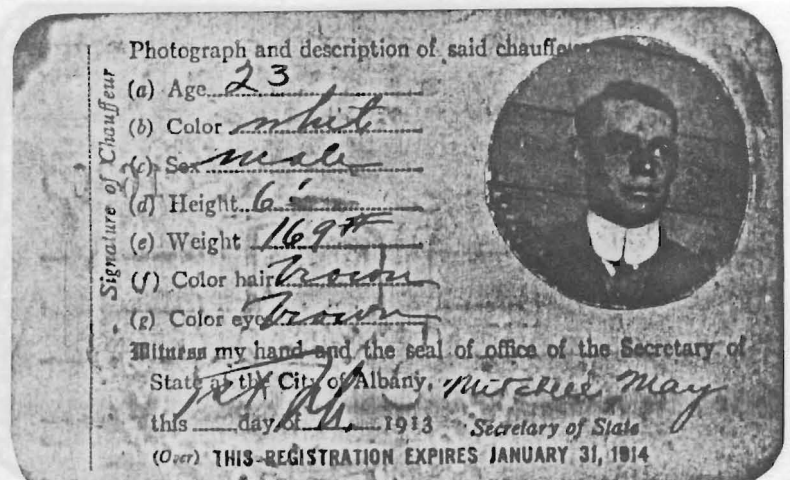 Photograph and description of said chauffe
(a) Age 23
(b) Color whit
(c) Sex male
(d) Height 6'
(e) Weight 169#
(f) Color hair brown
(g) Color eyes brown
Witness my hand and the seal of office of the Secretary of
State at the City of Albany, Mitchell May
this day of 1913 Secretary of State
(Over) THIS REGISTRATION EXPIRES JANUARY 31, 1914
Signature of Chauffeur